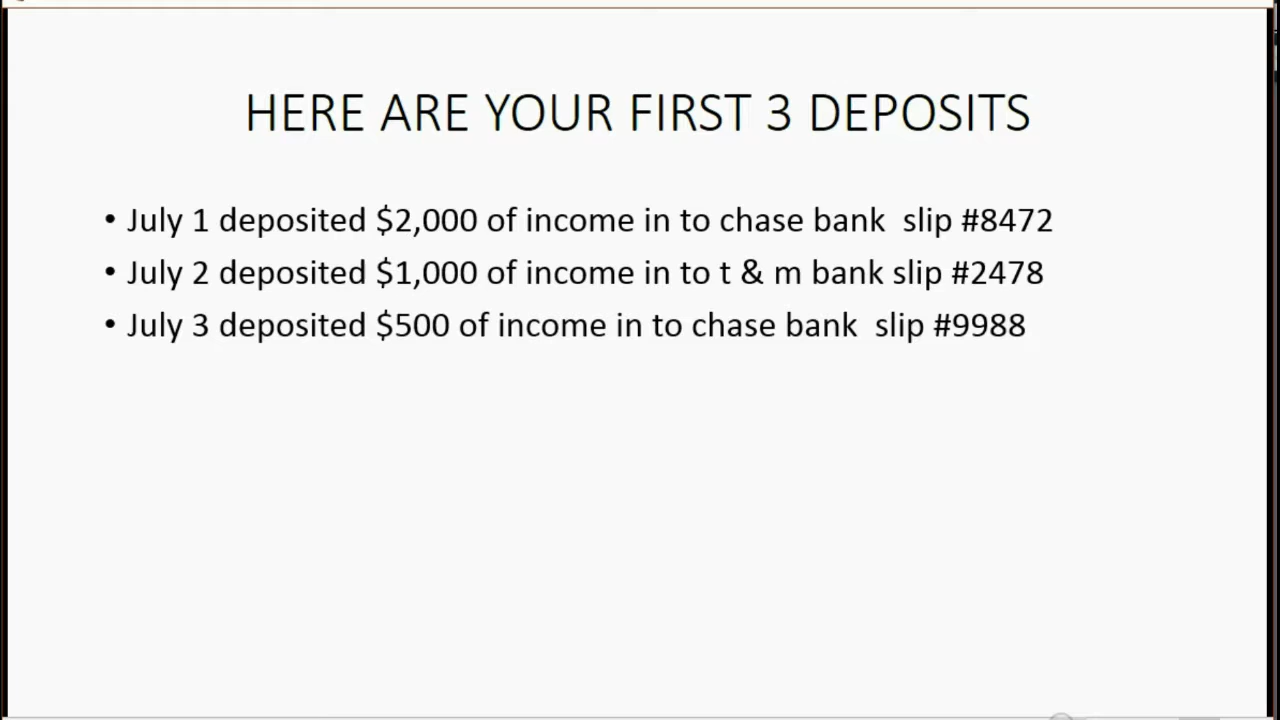 HERE ARE YOUR FIRST 3 DEPOSITS
• July 1 deposited $2,000 of income in to chase bank  slip #8472
• July 2 deposited $1,000 of income in to t & m bank slip #2478
• July 3 deposited $500 of income in to chase bank  slip #9988